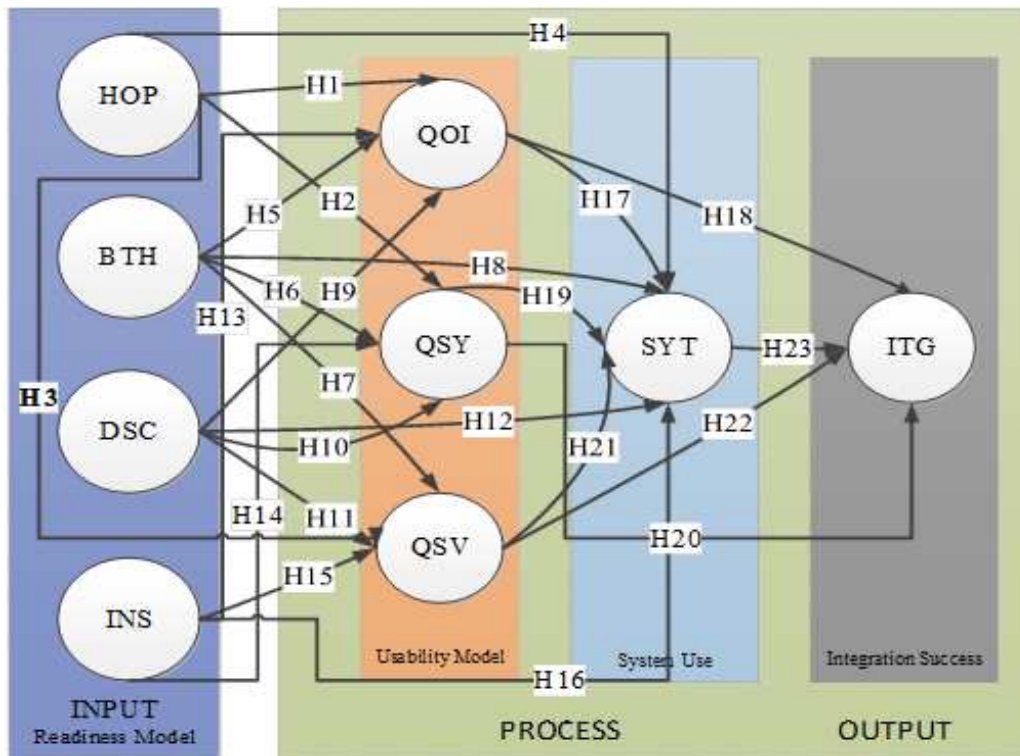 H4
HOP
H1
QOI
H2
H17
H18
H5
BTH
H8
H6
H9
H19
H13
QSY
SYT
H23
ITG
H7
H3
DSC
H12
H22
H10
H21
H11
H14
QSV
H20
H15
INS
Usability Model
System Use
Integration Success
H16
INPUT
Readiness Model
PROCESS
OUTPUT